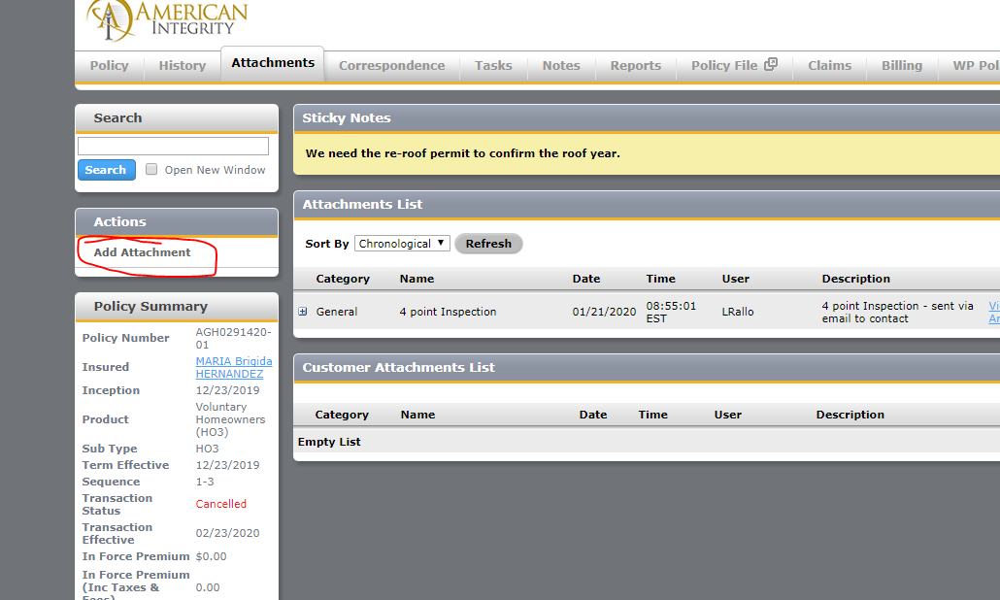 AMERICAN
INTEGRITY
Policy History Attachments Correspondence Tasks Notes Reports Policy File Claims Billing WP Pol
Search
Search Open New Window
Actions
Add Attachment
Policy Summary
Policy Number AGH0291420-
01
Insured MARIA Brigida
HERNANDEZ
Inception 12/23/2019
Product Voluntary
Homeowners
(HO3)
Sub Type HO3
Term Effective 12/23/2019
Sequence 1-3
Transaction
Status Cancelled
Transaction
Effective 02/23/2020
In Force Premium $0.00
In Force Premium
(Inc Taxes & 0.00
Fees)
Sticky Notes
We need the re-roof permit to confirm the roof year.
Attachments List
Sort By Chronological Refresh
Category Name Date Time User Description
General 4 point Inspection 01/21/2020 08:55:01
EST LRallo 4 point Inspection - sent via
email to contact
Vi
Customer Attachments List
Category Name Date Time User Description
Empty List